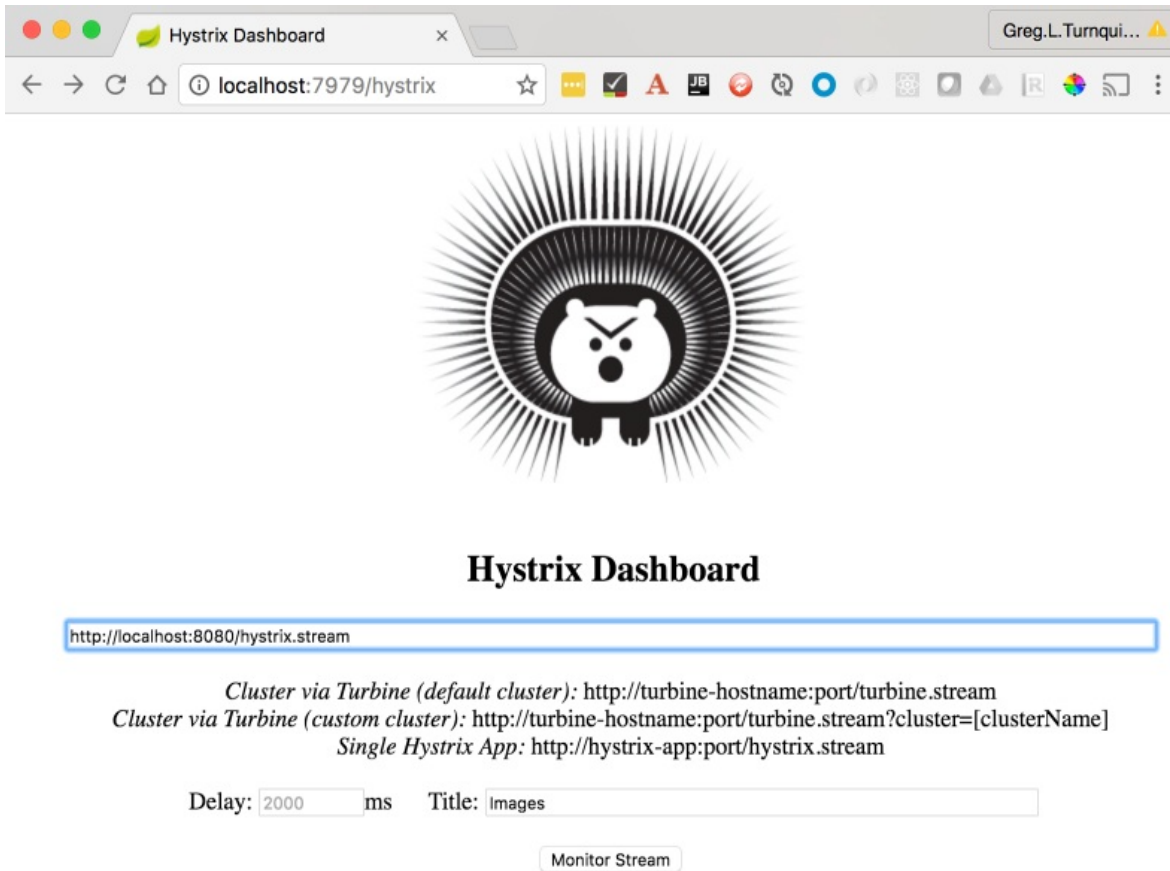 Hystrix Dashboard
Greg.L.Turnqui...
localhost:7979/hystrix
A JB R
Hystrix Dashboard
http://localhost:8080/hystrix.stream
Cluster via Turbine (default cluster): http://turbine-hostname:port/turbine.stream
Cluster via Turbine (custom cluster): http://turbine-hostname:port/turbine.stream?cluster=[clusterName]
Single Hystrix App: http://hystrix-app:port/hystrix.stream
Delay: 2000 ms Title: Images
Monitor Stream